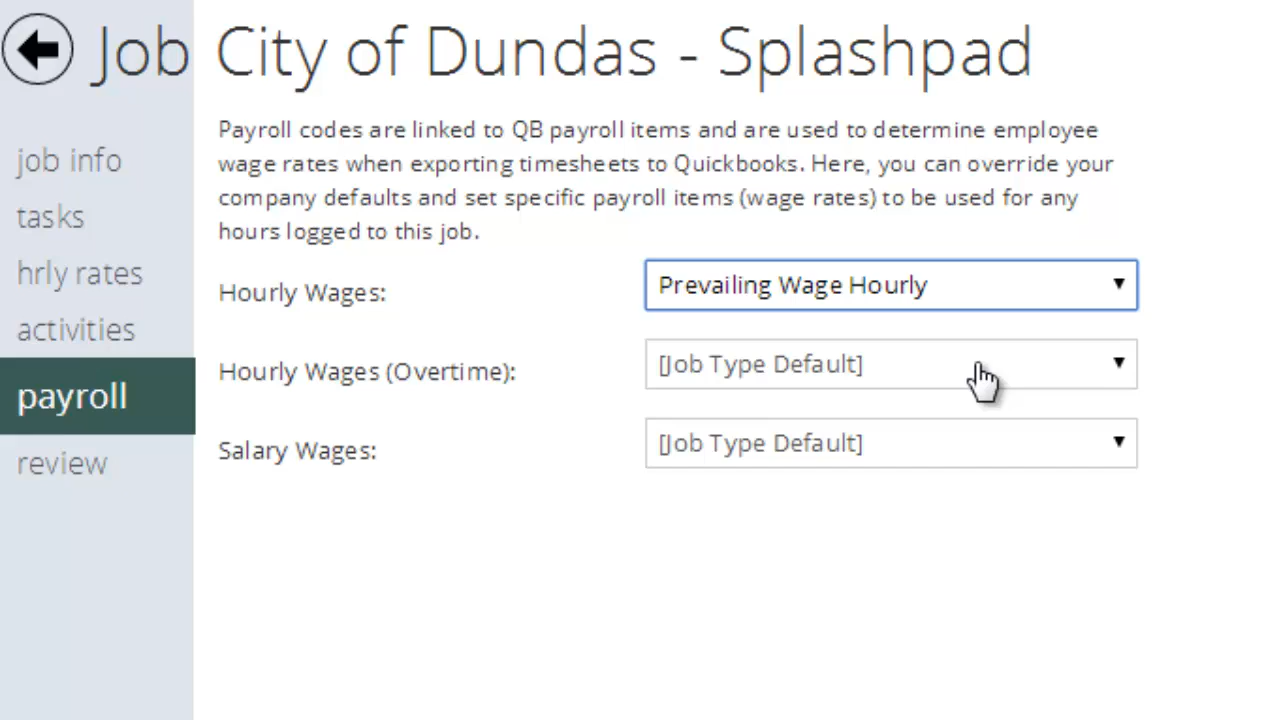 Job City of Dundas - Splashpad
job info
tasks
hrly rates
activities
payroll
review
Payroll codes are linked to QB payroll items and are used to determine employee
wage rates when exporting timesheets to Quickbooks. Here, you can override your
company defaults and set specific payroll items (wage rates) to be used for any
hours logged to this job.
Hourly Wages: Prevailing Wage Hourly
Hourly Wages (Overtime): [Job Type Default]
Salary Wages: [Job Type Default]